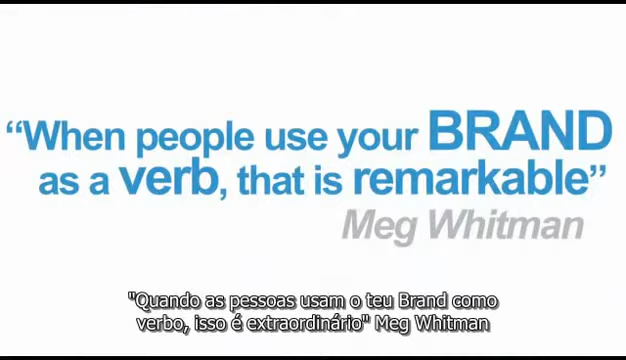 “When people use your BRAND
as a verb, that is remarkable”
Meg Whitman
"Quando as pessoas usam o teu Brand como
verbo, isso é extraordinário" Meg Whitman